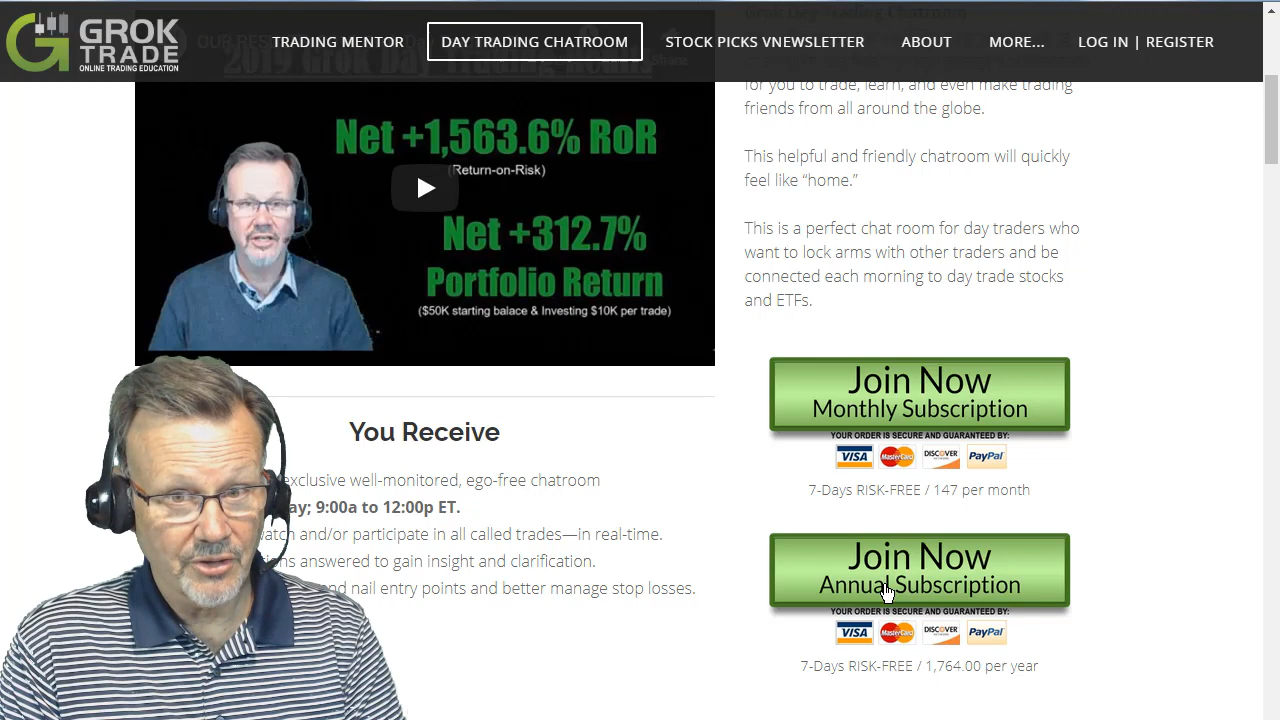 GROK
TRADE
ONLINE TRADING EDUCATION
TRADING MENTOR
DAY TRADING CHATROOM
STOCK PICKS VNEWSLETTER
ABOUT
MORE...
LOG IN | REGISTER
Net +1,563.6% RoR
(Return-on-Risk)
Net +312.7%
Portfolio Return
($50K starting balace & Investing $10K per trade)
for you to trade, learn, and even make trading
friends from all around the globe.
This helpful and friendly chatroom will quickly
feel like “home.”
This is a perfect chat room for day traders who
want to lock arms with other traders and be
connected each morning to day trade stocks
and ETFs.
You Receive
exclusive well-monitored, ego-free chatroom
ay; 9:00a to 12:00p ET.
watch and/or participate in all called trades—in real-time.
ions answered to gain insight and clarification.
nd nail entry points and better manage stop losses.
Join Now
Monthly Subscription
YOUR ORDER IS SECURE AND GUARANTEED BY:
VISA MasterCard DISCOVER PayPal
7-Days RISK-FREE / 147 per month
Join Now
Annual Subscription
YOUR ORDER IS SECURE AND GUARANTEED BY:
VISA MasterCard DISCOVER PayPal
7-Days RISK-FREE / 1,764.00 per year